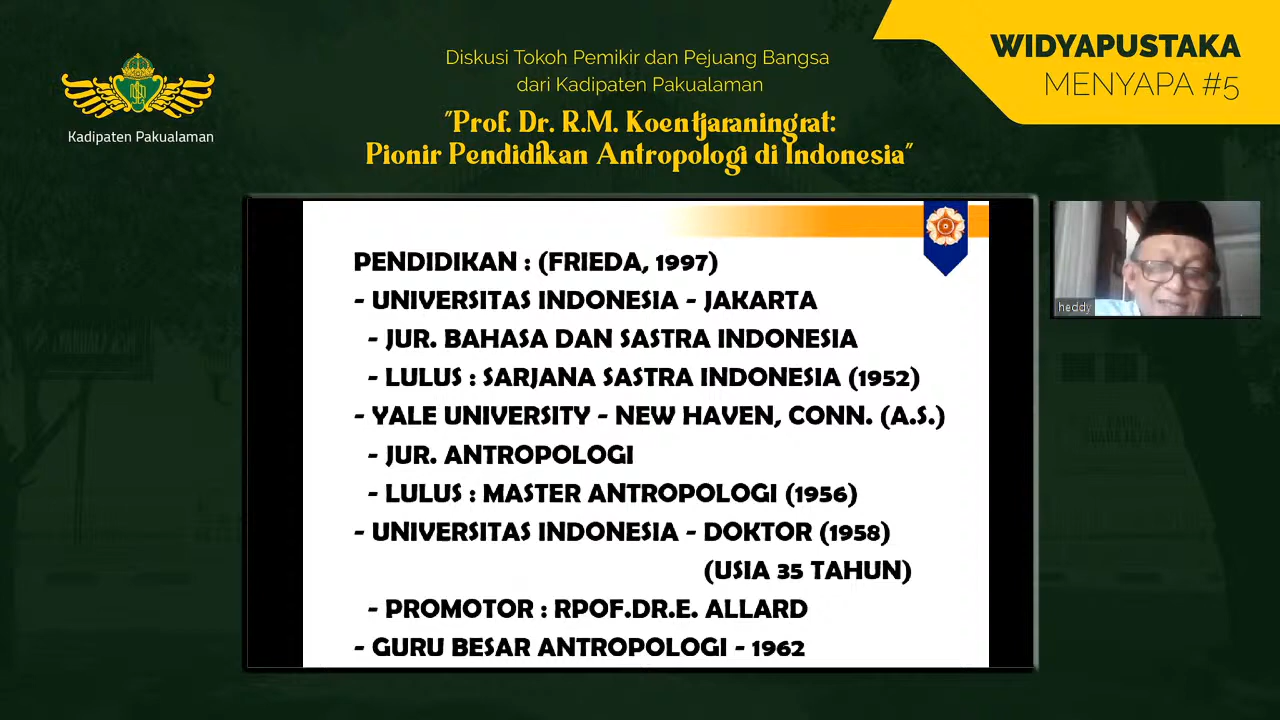 Kadipaten Pakualaman
Diskusi Tokoh Pemikir dan Pejuang Bangsa
dari Kadipaten Pakualaman
"Prof. Dr. R.M. Koentjaraningrat:
Pionir Pendidikan Antropologi di Indonesia"
WIDYAPUSTAKA
MENYAPA #5
PENDIDIKAN : (FRIEDA, 1997)
- UNIVERSITAS INDONESIA - JAKARTA
- JUR. BAHASA DAN SASTRA INDONESIA
- LULUS : SARJANA SASTRA INDONESIA (1952)
- YALE UNIVERSITY - NEW HAVEN, CONN. (A.S.)
- JUR. ANTROPOLOGI
- LULUS : MASTER ANTROPOLOGI (1956)
- UNIVERSITAS INDONESIA - DOKTOR (1958)
(USIA 35 TAHUN)
- PROMOTOR : RPOF.DR.E. ALLARD
- GURU BESAR ANTROPOLOGI - 1962
heddy